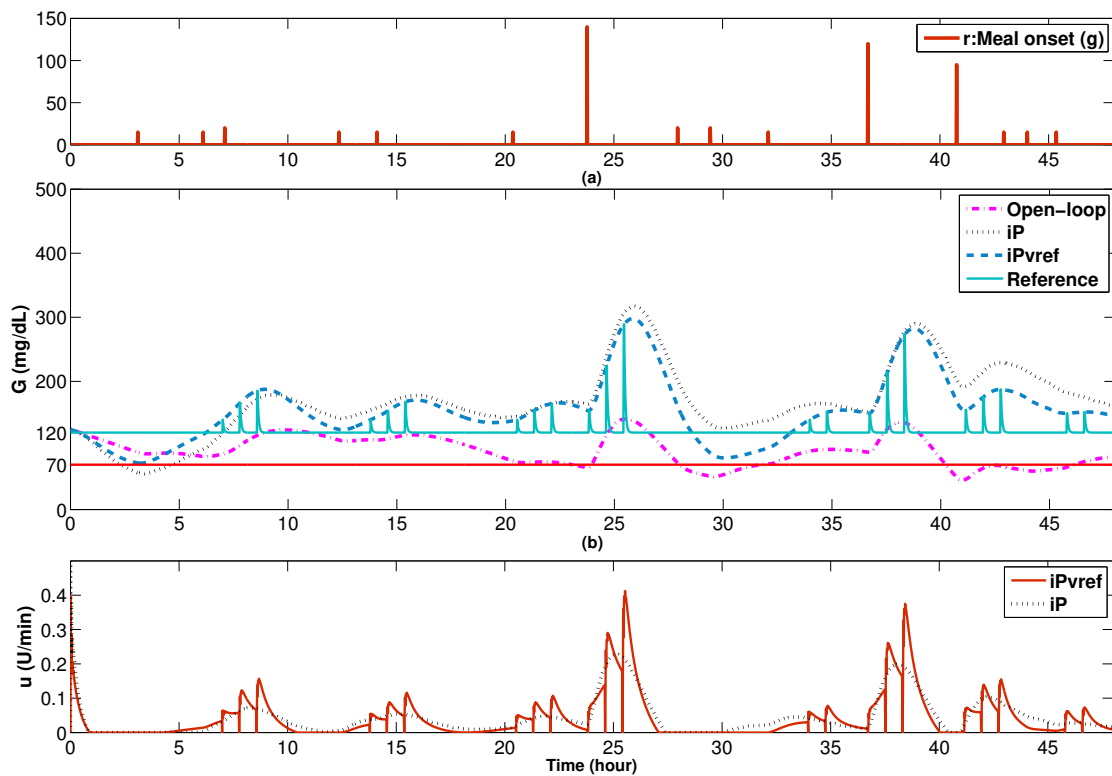 150
100
50
0
r:Meal onset (g)
0 5 10 15 20 25 30 35 40 45
(a)
500
400
300
200
120
70
0
G (mg/dL)
Open-loop
iP
iPvref
Reference
0 5 10 15 20 25 30 35 40 45
(b)
0.4
0.3
0.2
0.1
0
u (U/min)
iPvref
iP
0 5 10 15 20 25 30 35 40 45
Time (hour)